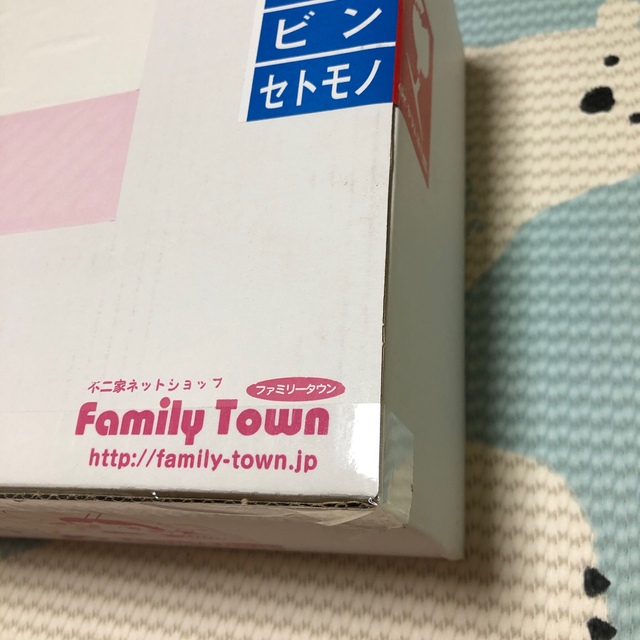 ビン
セトモノ
不二家ネットショップ
ファミリータウン
Family Town
http://family-town.jp